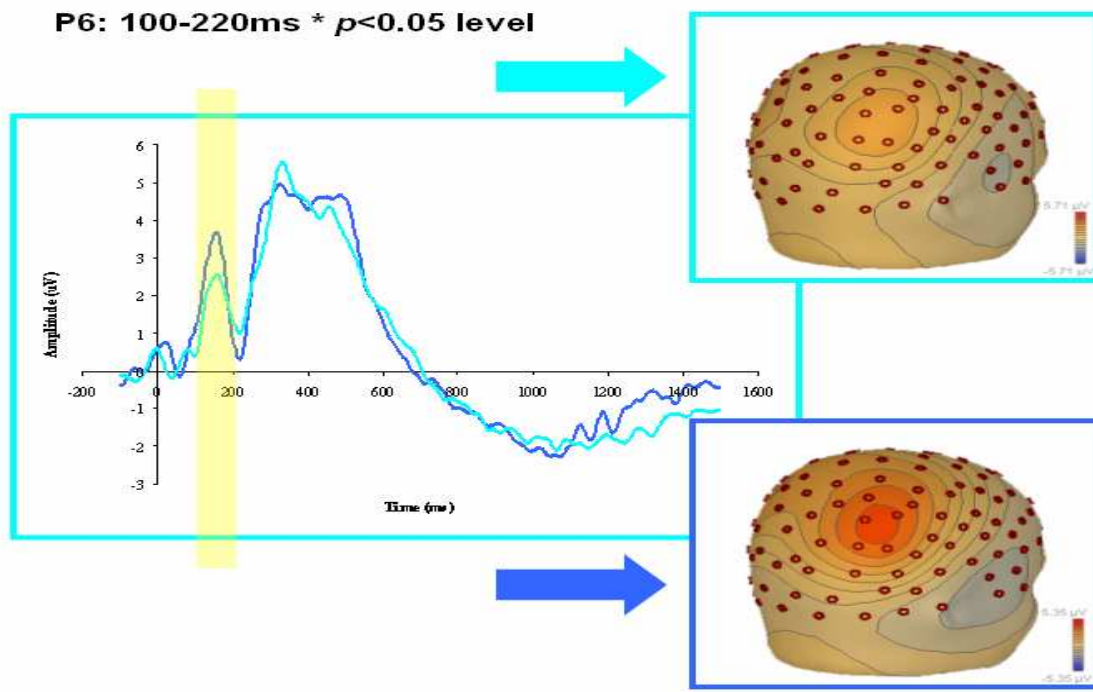 P6: 100-220ms * p<0.05 level
6
5
4
3
2
1
0
-1
-2
-3
-200 0 200 400 600 800 1000 1200 1400 1600
Amplitude (uV)
Time (ms)
5.71 µV
-5.71 µV
5.35 µV
-5.35 µV